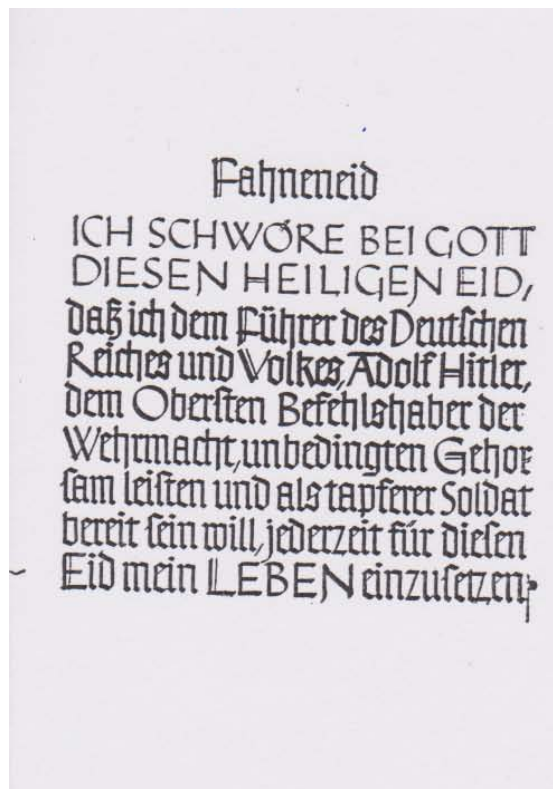 Fahneneid
ICH SCHWÖRE BEI GOTT
DIESEN HEILIGEN EID,
daß ich dem Führer des Deutschen
Reiches und Volkes, Adolf Hitler,
dem Obersten Befehlshaber der
Wehrmacht, unbedingten Gehor
sam leisten und als tapferer Soldat
bereit sein will, jederzeit für diesen
Eid mein LEBEN einzusetzen.